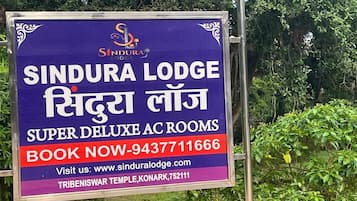 SINDURA
LODGE
SINDURA LODGE
सिंदुरा लॉज
SUPER DELUXE AC ROOMS
BOOK NOW-9437711666
Visit us: www.sinduralodge.com
TRIBENISWAR TEMPLE,KONARK,752111